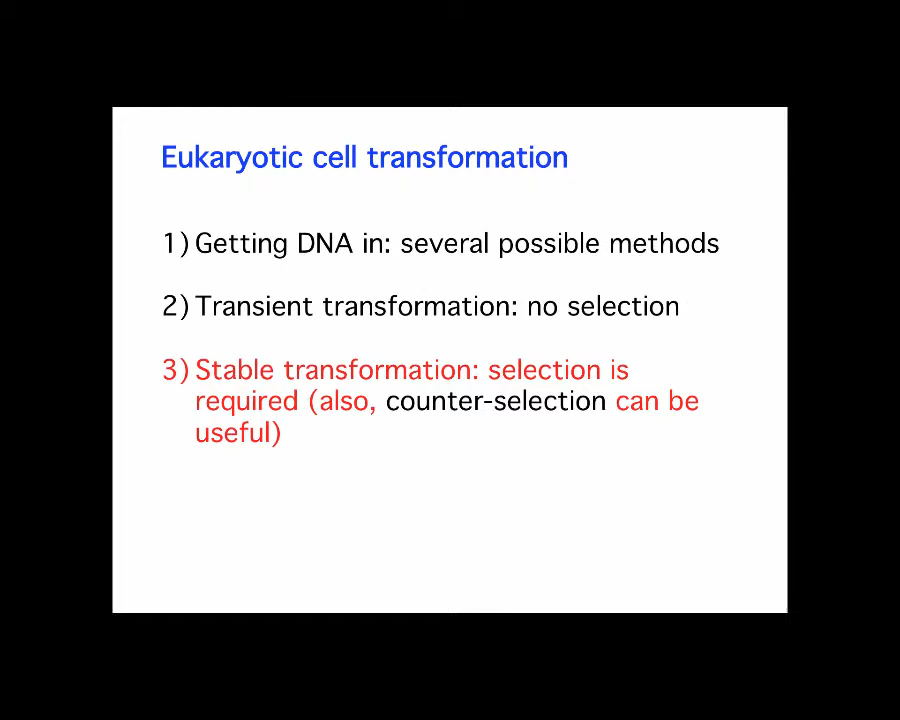 Eukaryotic cell transformation
1) Getting DNA in: several possible methods
2) Transient transformation: no selection
3) Stable transformation: selection is
required (also, counter-selection can be
useful)